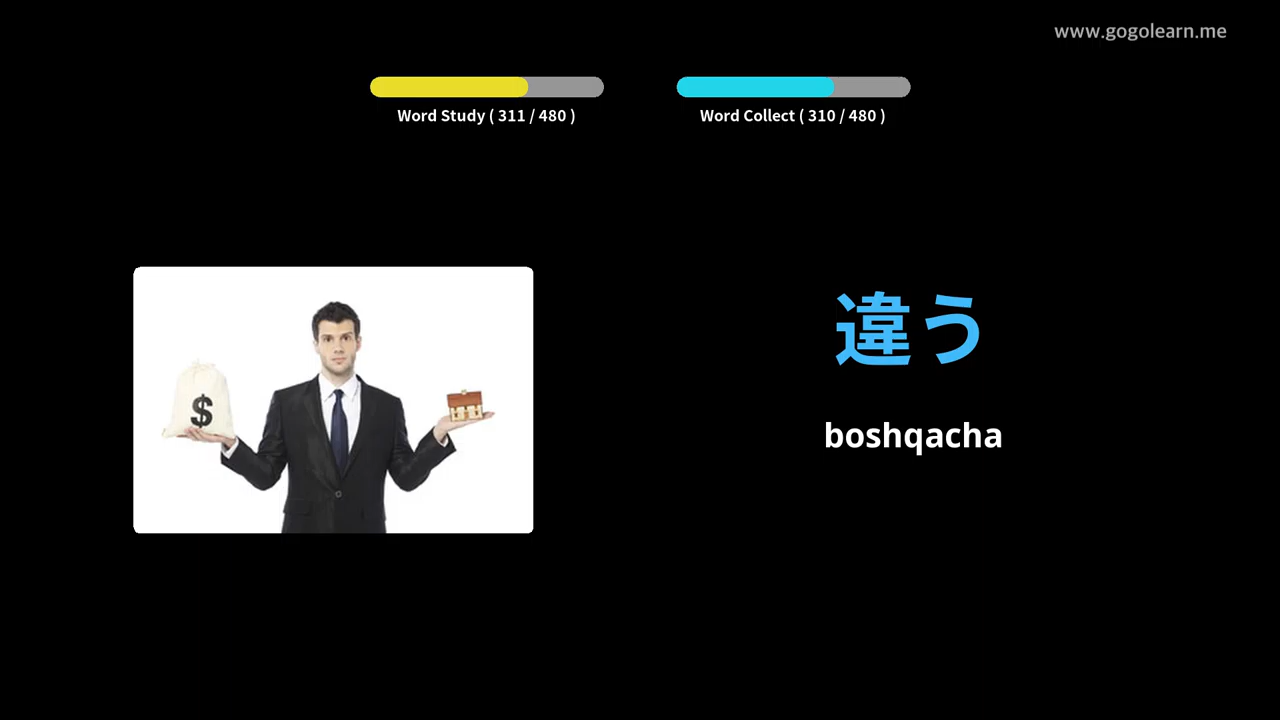 www.gogolearn.me
Word Study ( 311 / 480 )
Word Collect ( 310 / 480 )
$
違う
boshqacha